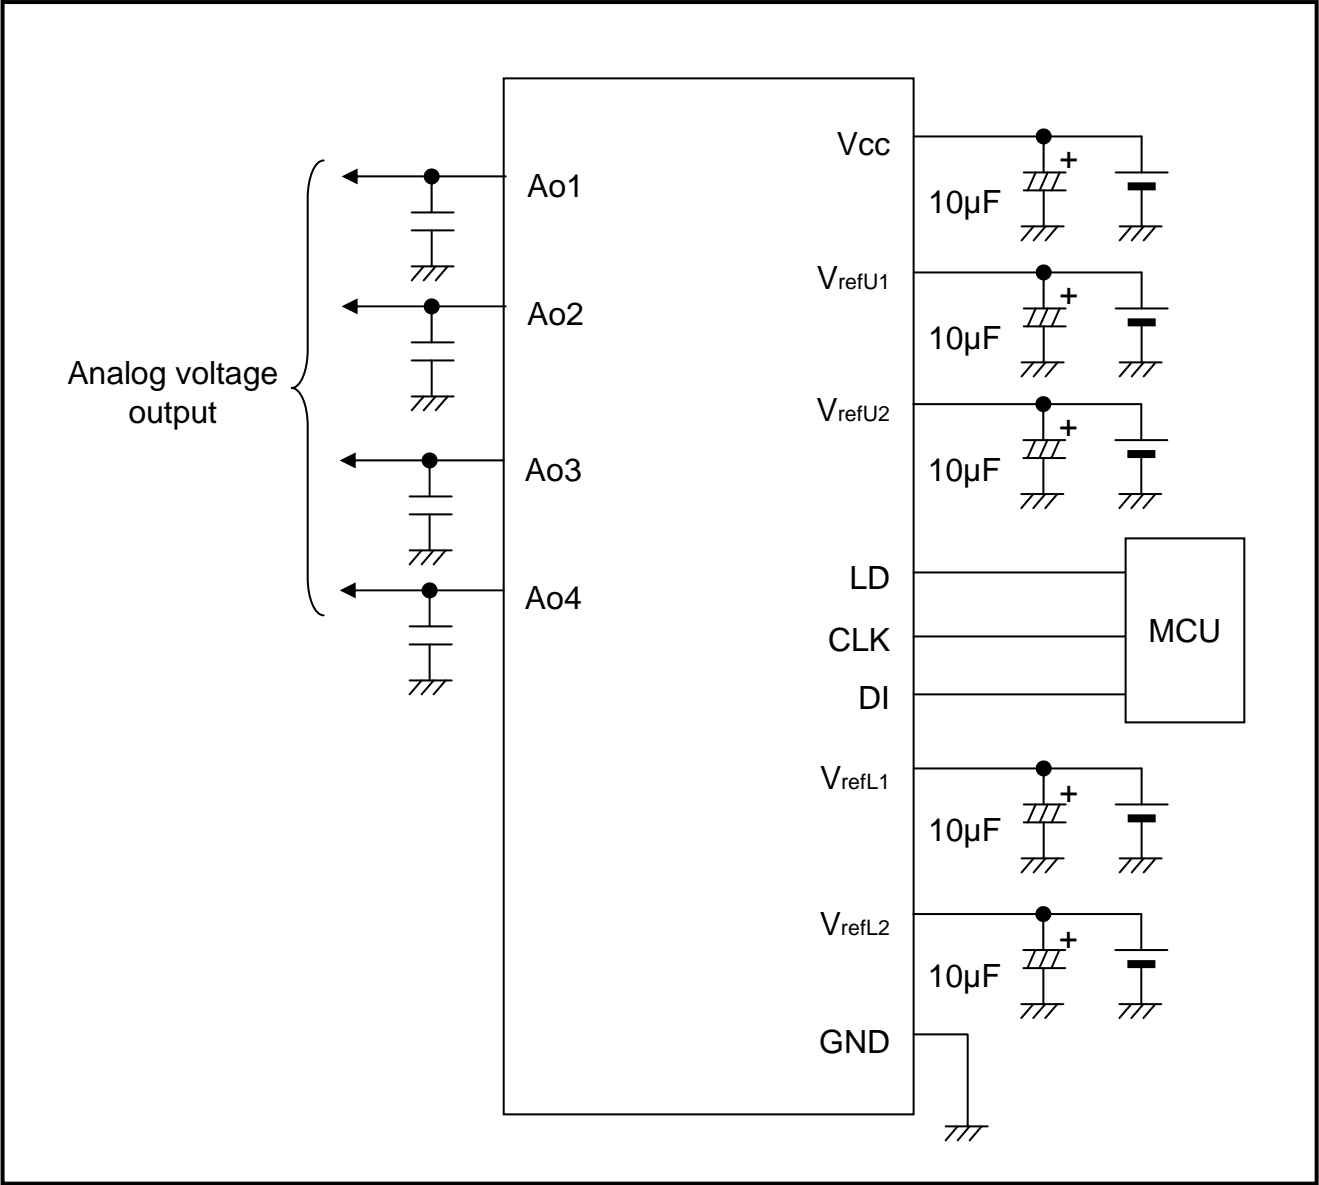 Analog voltage
output
Ao1
Ao2
Ao3
Ao4
Vcc
+
10µF
VrefU1
+
10µF
VrefU2
+
10µF
LD
CLK
DI
MCU
VrefL1
+
10µF
VrefL2
+
10µF
GND